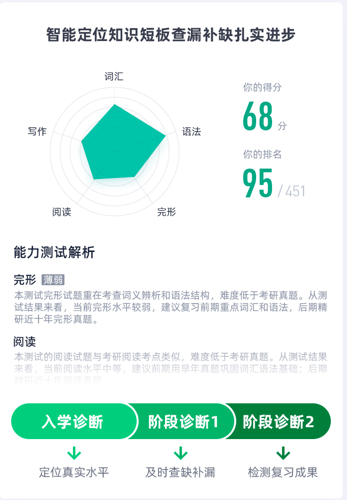 智能定位知识短板查漏补缺扎实进步
词汇
你的得分
68 分
写作
语法
你的排名
95 /451
阅读
完形
能力测试解析
完形 薄弱
本测试完形试题重在考查词义辨析和语法结构，难度低于考研真题。从测
试结果来看，当前完形水平较弱，建议复习前期重点词汇和语法，后期精
研近十年完形真题。
阅读
本测试的阅读试题与考研阅读考点类似，难度低于考研真题。从测试结果
来看，当前阅读水平中等，建议前期用早年真题巩固词汇语法基础；后期
精研近十年阅读真题
入学诊断 阶段诊断1 阶段诊断2
定位真实水平 及时查缺补漏 检测复习成果